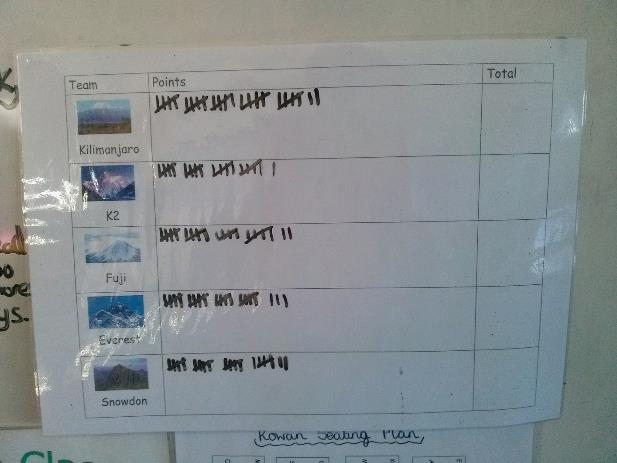 Team Points Total
Kilimanjaro
K2
Fuji
Everest
Snowdon
Rowan Seating Plan